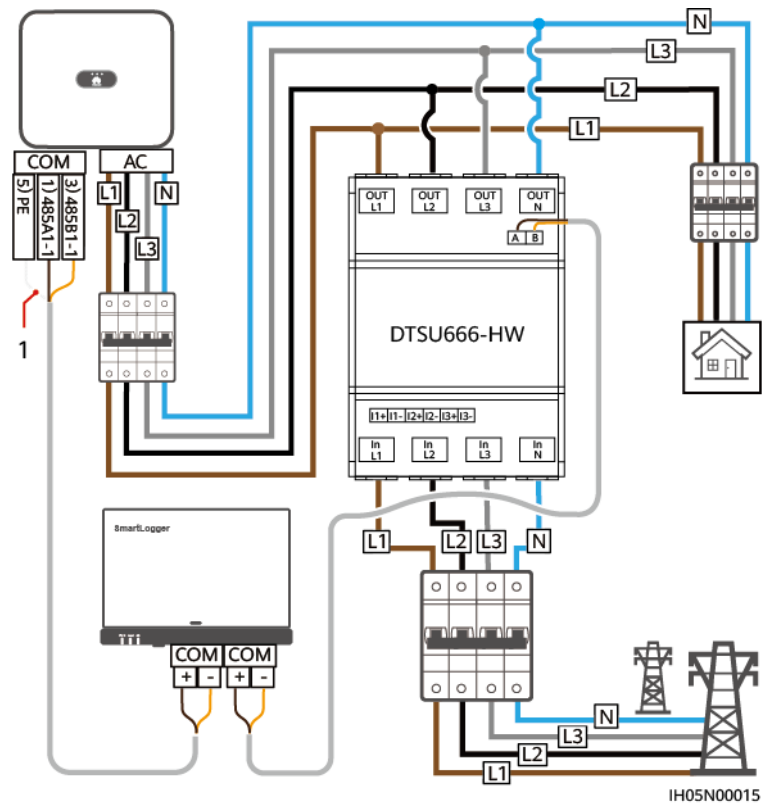 N
L3
L2
L1
COM
AC
5) PE
1) 485A1-1
3) 485B1-1
L1
L2
L3
N
1
OUT L1
OUT L2
OUT L3
OUT N
A B
DTSU666-HW
I1+ I1- I2+ I2- I3+ I3-
In L1
In L2
In L3
In N
L1
L2
L3
N
SmartLogger
COM COM
+ - + -
N
L3
L2
L1
IH05N00015